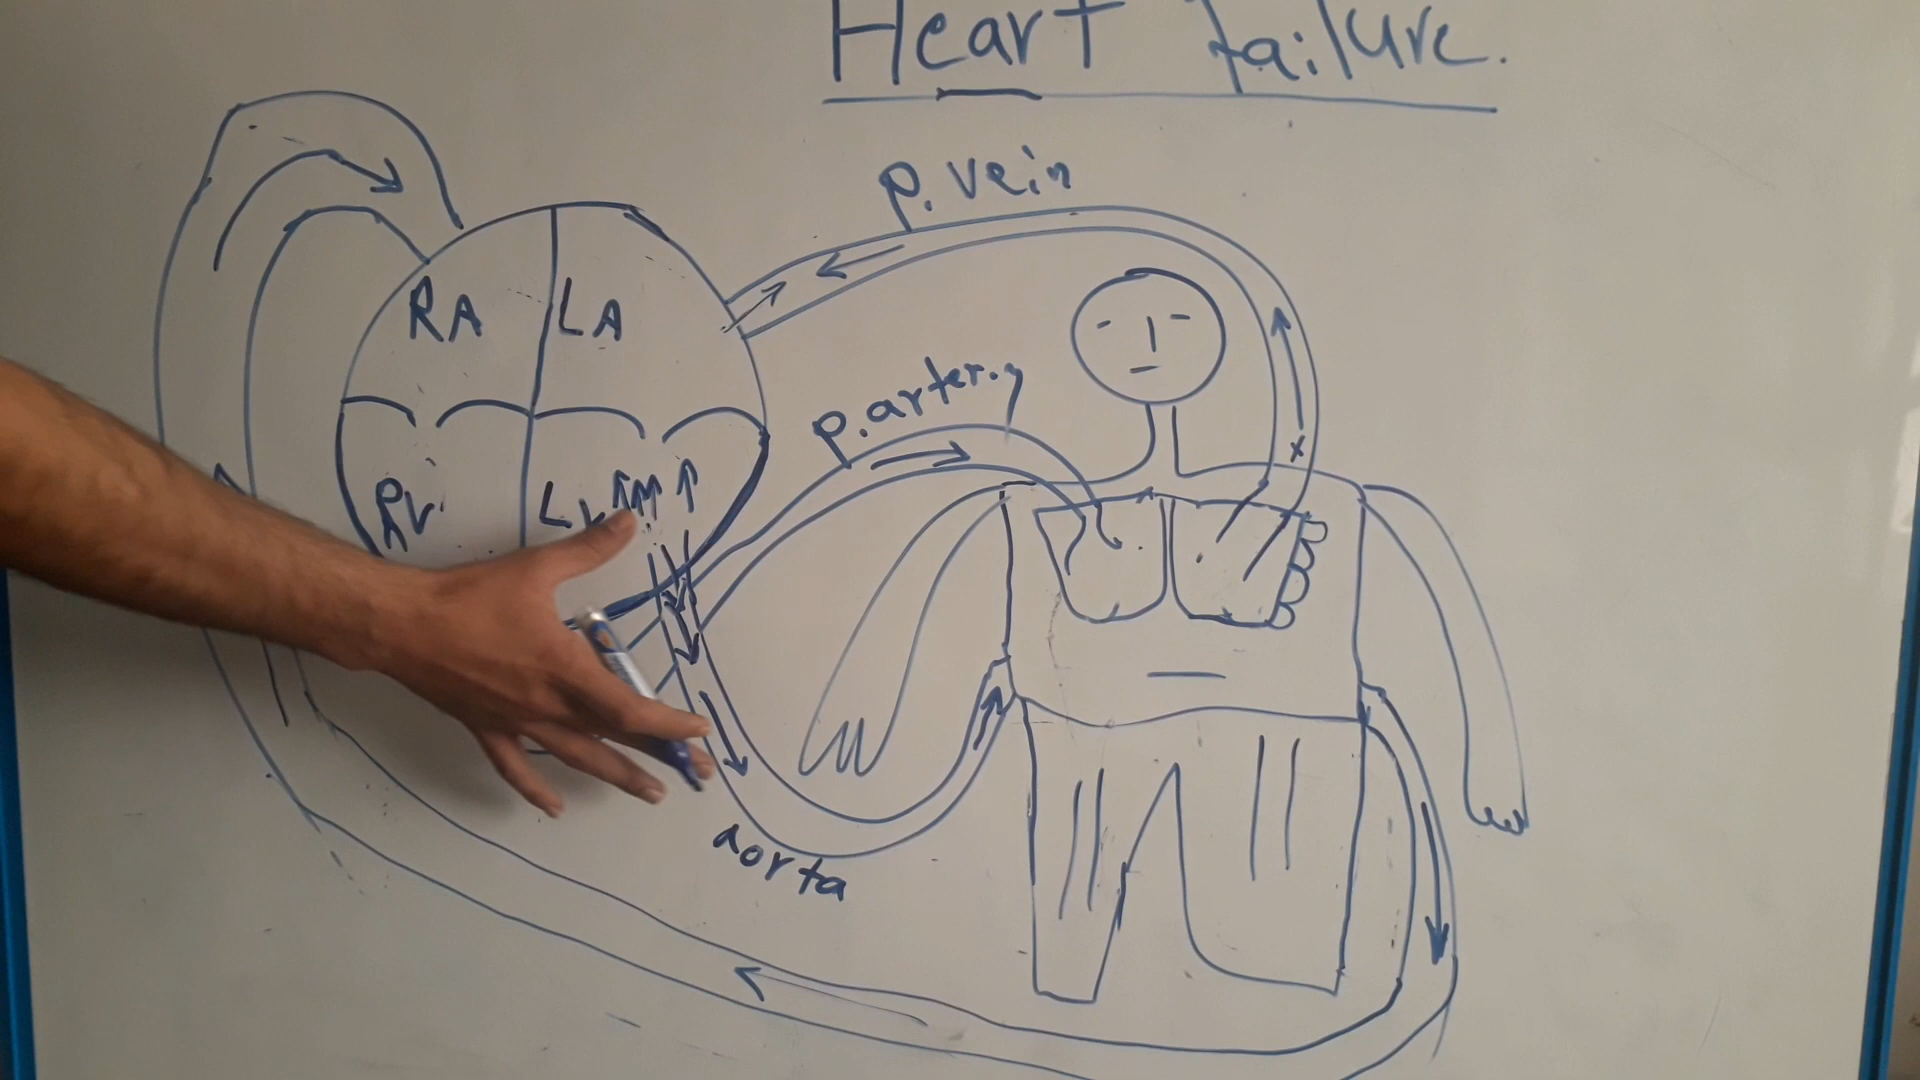 Heart failure.
p. vein
RA
LA
p. artery
RV
LV
aorta